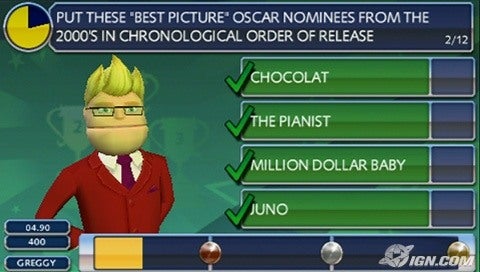 PUT THESE "BEST PICTURE" OSCAR NOMINEES FROM THE
2000'S IN CHRONOLOGICAL ORDER OF RELEASE
2/12
CHOCOLAT
THE PIANIST
MILLION DOLLAR BABY
JUNO
04.90
400
GREGGY
IGN.COM